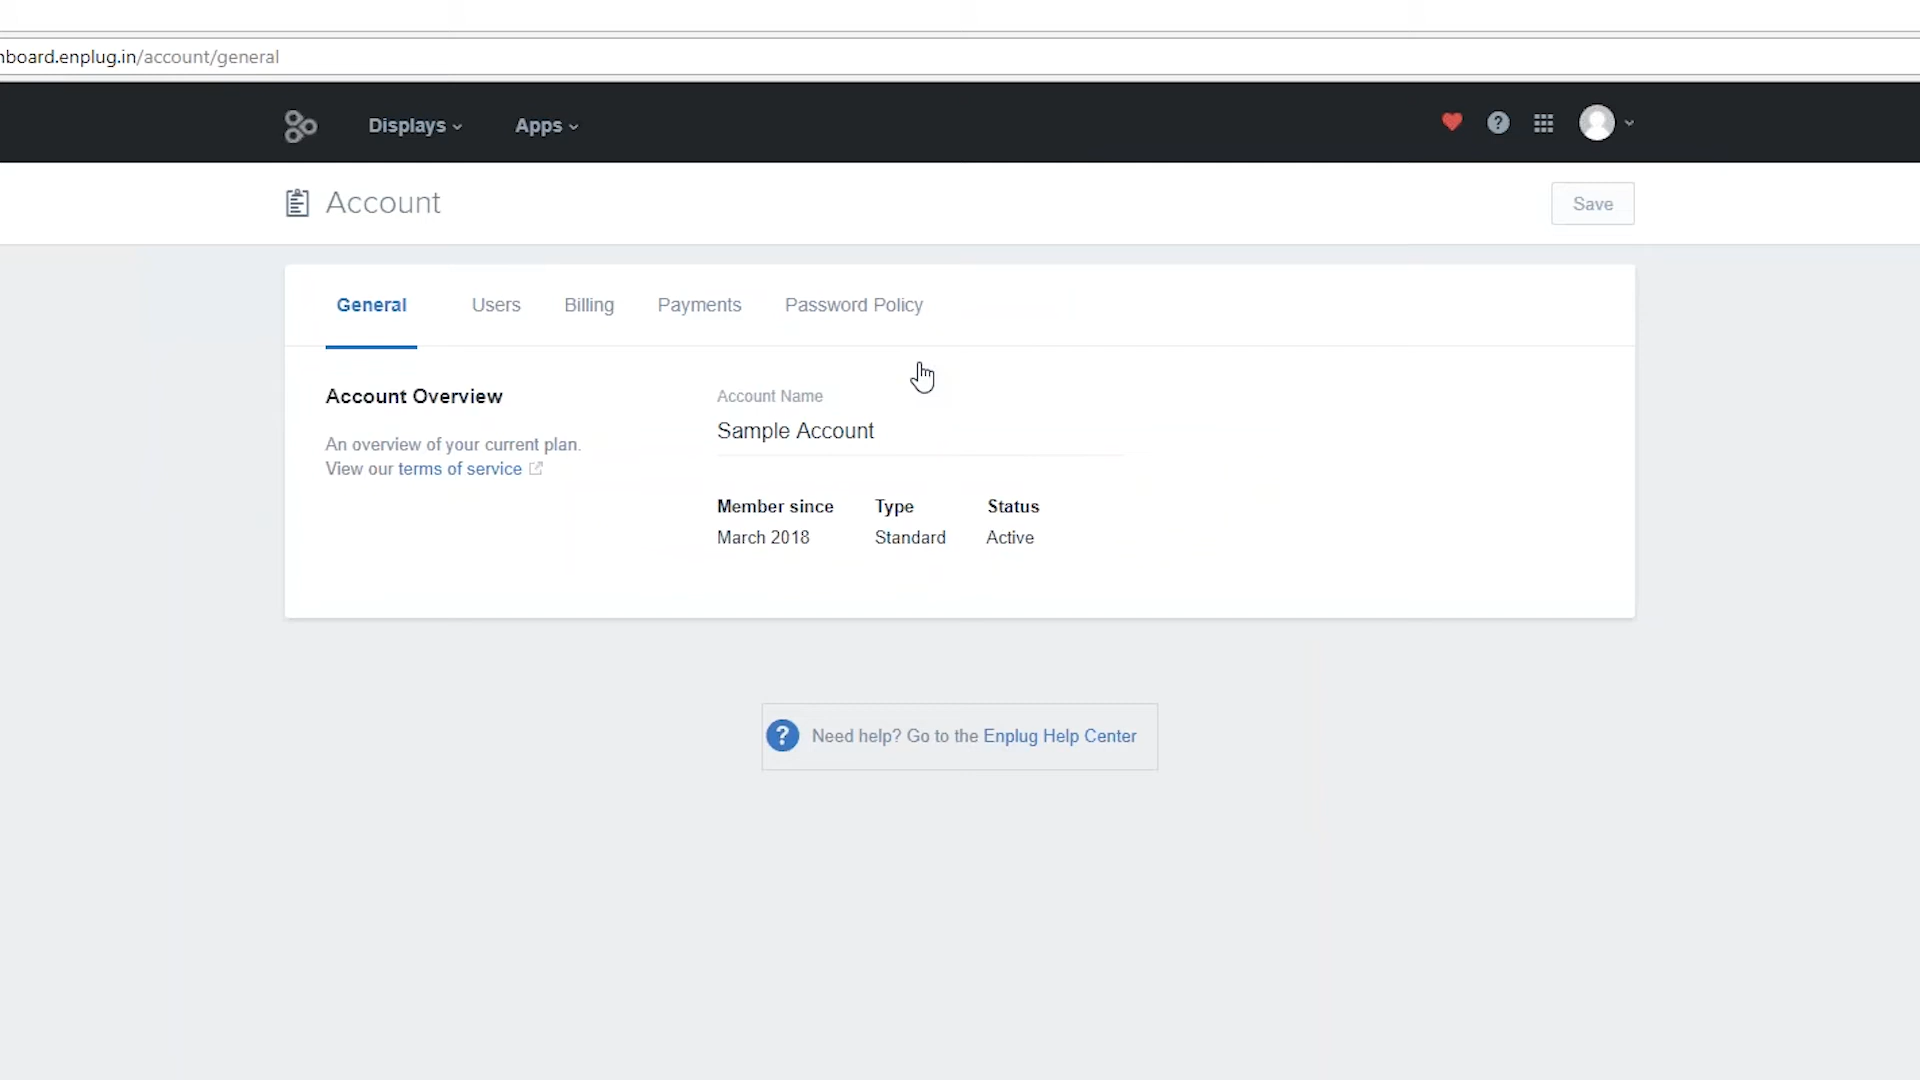 board.enplug.in/account/general
Displays
Apps
?
Account
Save
General Users Billing Payments Password Policy
Account Overview
An overview of your current plan.
View our terms of service
Account Name
Sample Account
Member since Type Status
March 2018 Standard Active
? Need help? Go to the Enplug Help Center